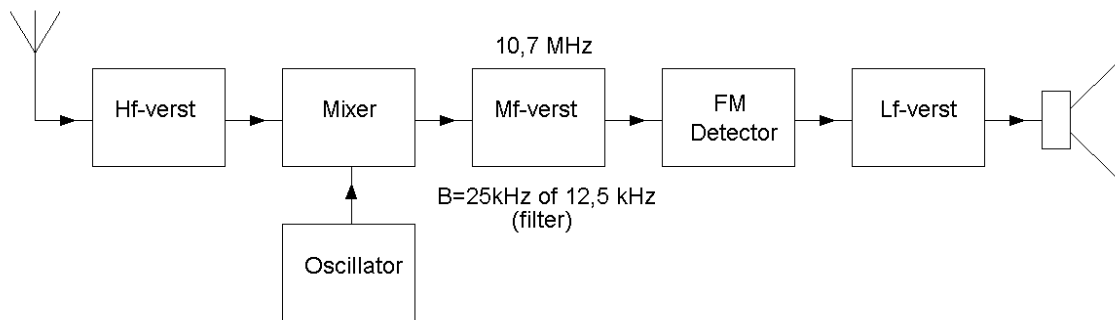 10,7 MHz
Hf-verst
Mixer
Mf-verst
FM
Detector
Lf-verst
B=25kHz of 12,5 kHz
(filter)
Oscillator